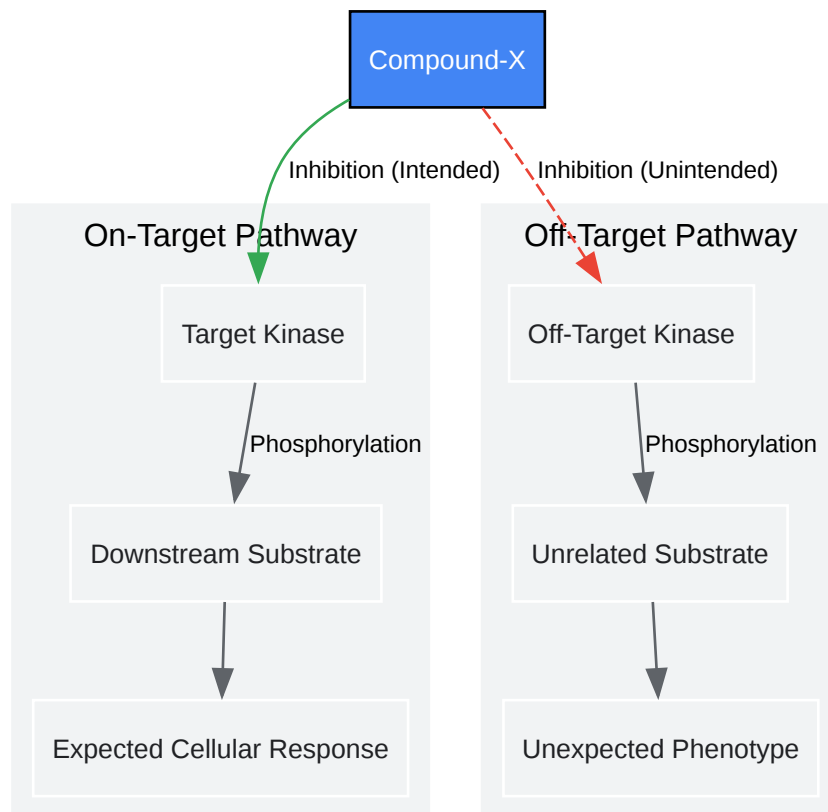 Compound-X
Inhibition (Intended)
Inhibition (Unintended)
On-Target Pathway
Off-Target Pathway
Target Kinase
Off-Target Kinase
Phosphorylation
Phosphorylation
Downstream Substrate
Unrelated Substrate
Expected Cellular Response
Unexpected Phenotype